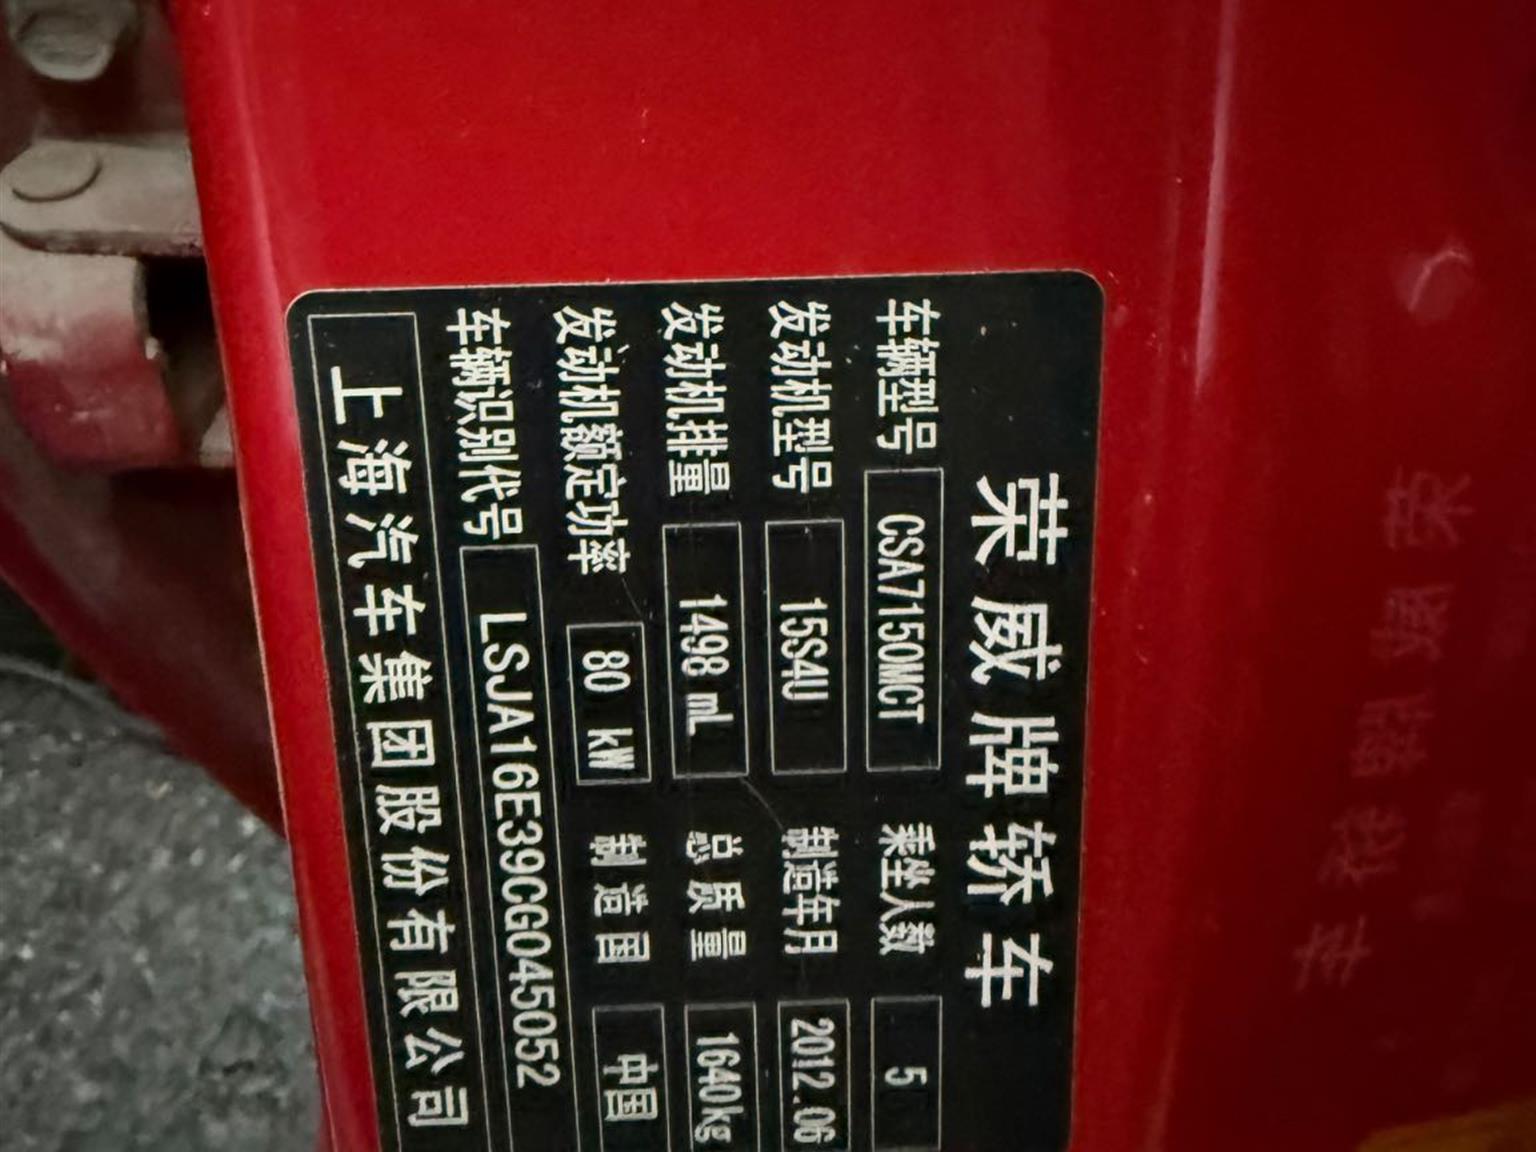 荣威牌轿车
车辆型号 CSA7150MCT 乘坐人数 5
发动机型号 15S4U 制造年月 2012.06
发动机排量 1498 mL 总质量 1640kg
发动机额定功率 80 kW 制造国 中国
车辆识别代号 LSJA16E39CG045052
上海汽车集团股份有限公司